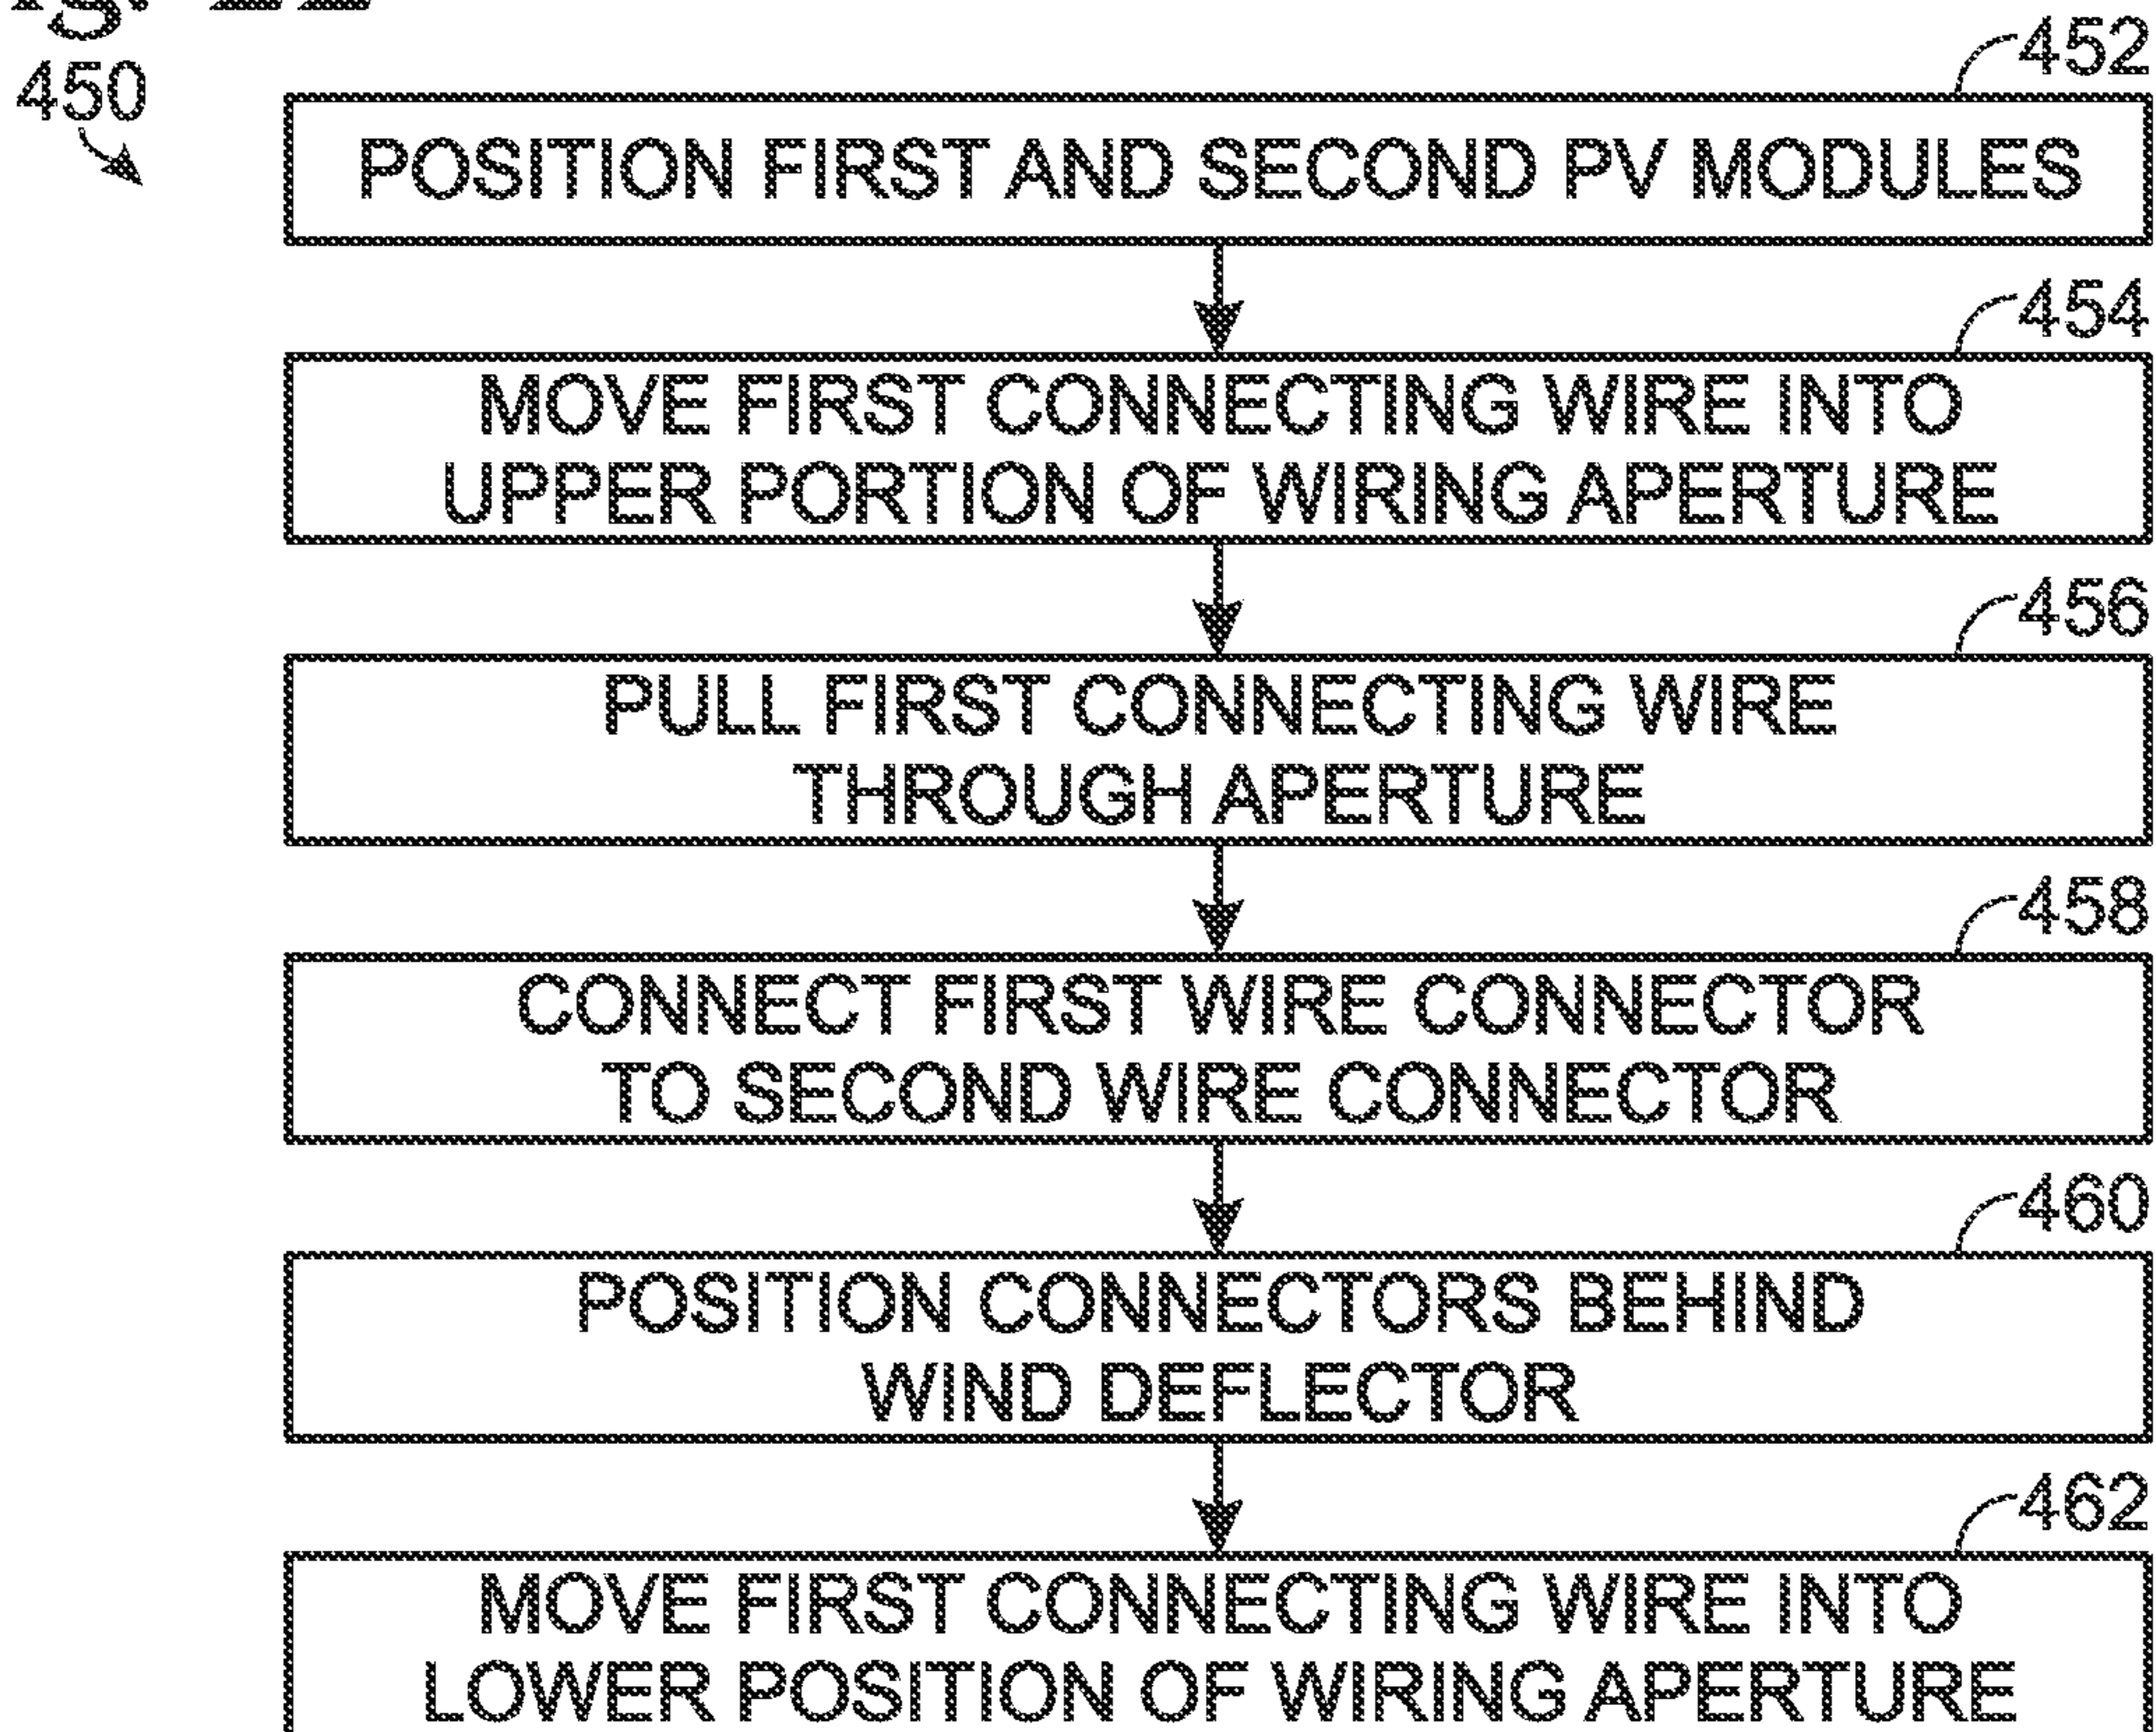 450
452
POSITION FIRST AND SECOND PV MODULES
454
MOVE FIRST CONNECTING WIRE INTO
UPPER PORTION OF WIRING APERTURE
456
PULL FIRST CONNECTING WIRE
THROUGH APERTURE
458
CONNECT FIRST WIRE CONNECTOR
TO SECOND WIRE CONNECTOR
460
POSITION CONNECTORS BEHIND
WIND DEFLECTOR
462
MOVE FIRST CONNECTING WIRE INTO
LOWER POSITION OF WIRING APERTURE